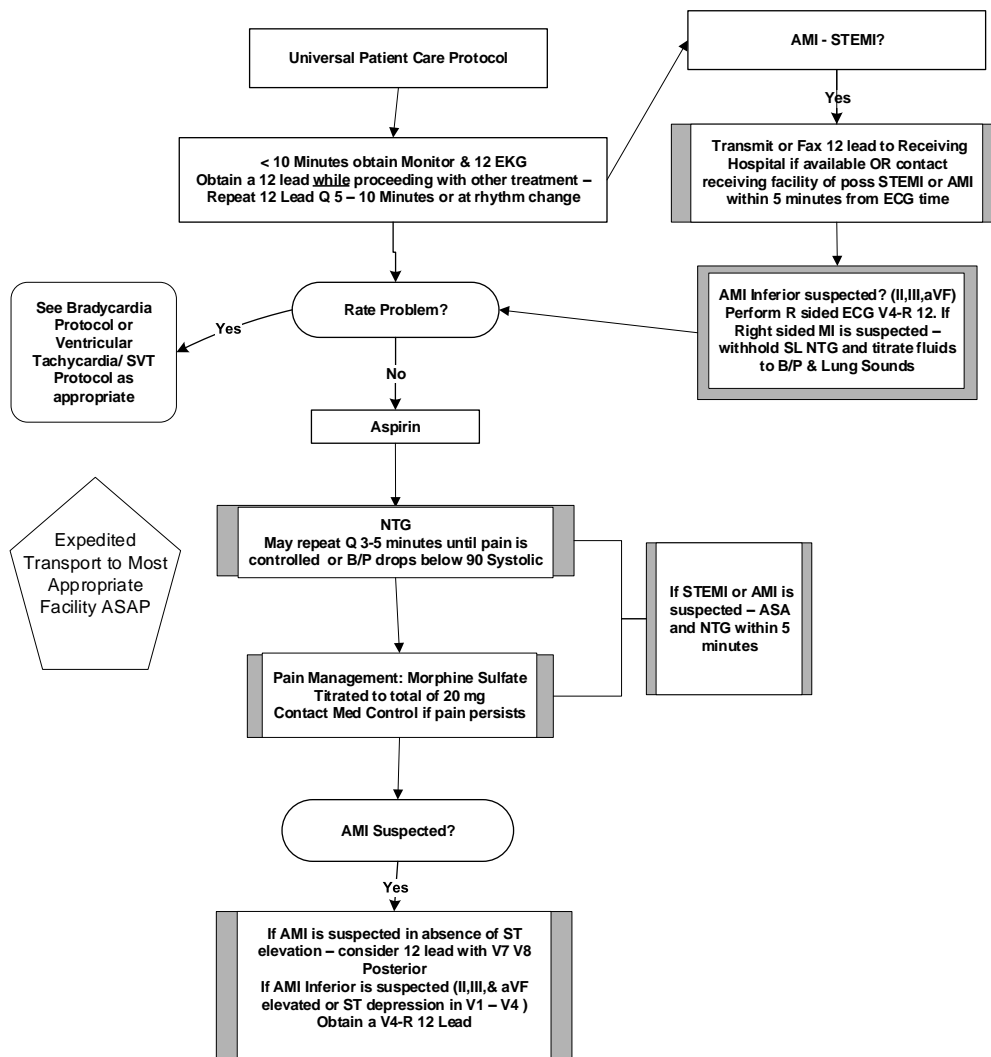 Universal Patient Care Protocol
AMI - STEMI?
Yes
< 10 Minutes obtain Monitor & 12 EKG
Obtain a 12 lead while proceeding with other treatment –
Repeat 12 Lead Q 5 – 10 Minutes or at rhythm change
Transmit or Fax 12 lead to Receiving
Hospital if available OR contact
receiving facility of poss STEMI or AMI
within 5 minutes from ECG time
AMI Inferior suspected? (II,III,aVF)
Perform R sided ECG V4-R 12. If
Right sided MI is suspected –
withhold SL NTG and titrate fluids
to B/P & Lung Sounds
Rate Problem?
Yes
See Bradycardia
Protocol or
Ventricular
Tachycardia/ SVT
Protocol as
appropriate
No
Aspirin
NTG
May repeat Q 3-5 minutes until pain is
controlled or B/P drops below 90 Systolic
Expedited
Transport to Most
Appropriate
Facility ASAP
If STEMI or AMI is
suspected – ASA
and NTG within 5
minutes
Pain Management: Morphine Sulfate
Titrated to total of 20 mg
Contact Med Control if pain persists
AMI Suspected?
Yes
If AMI is suspected in absence of ST
elevation – consider 12 lead with V7 V8
Posterior
If AMI Inferior is suspected (II,III,& aVF
elevated or ST depression in V1 – V4 )
Obtain a V4-R 12 Lead